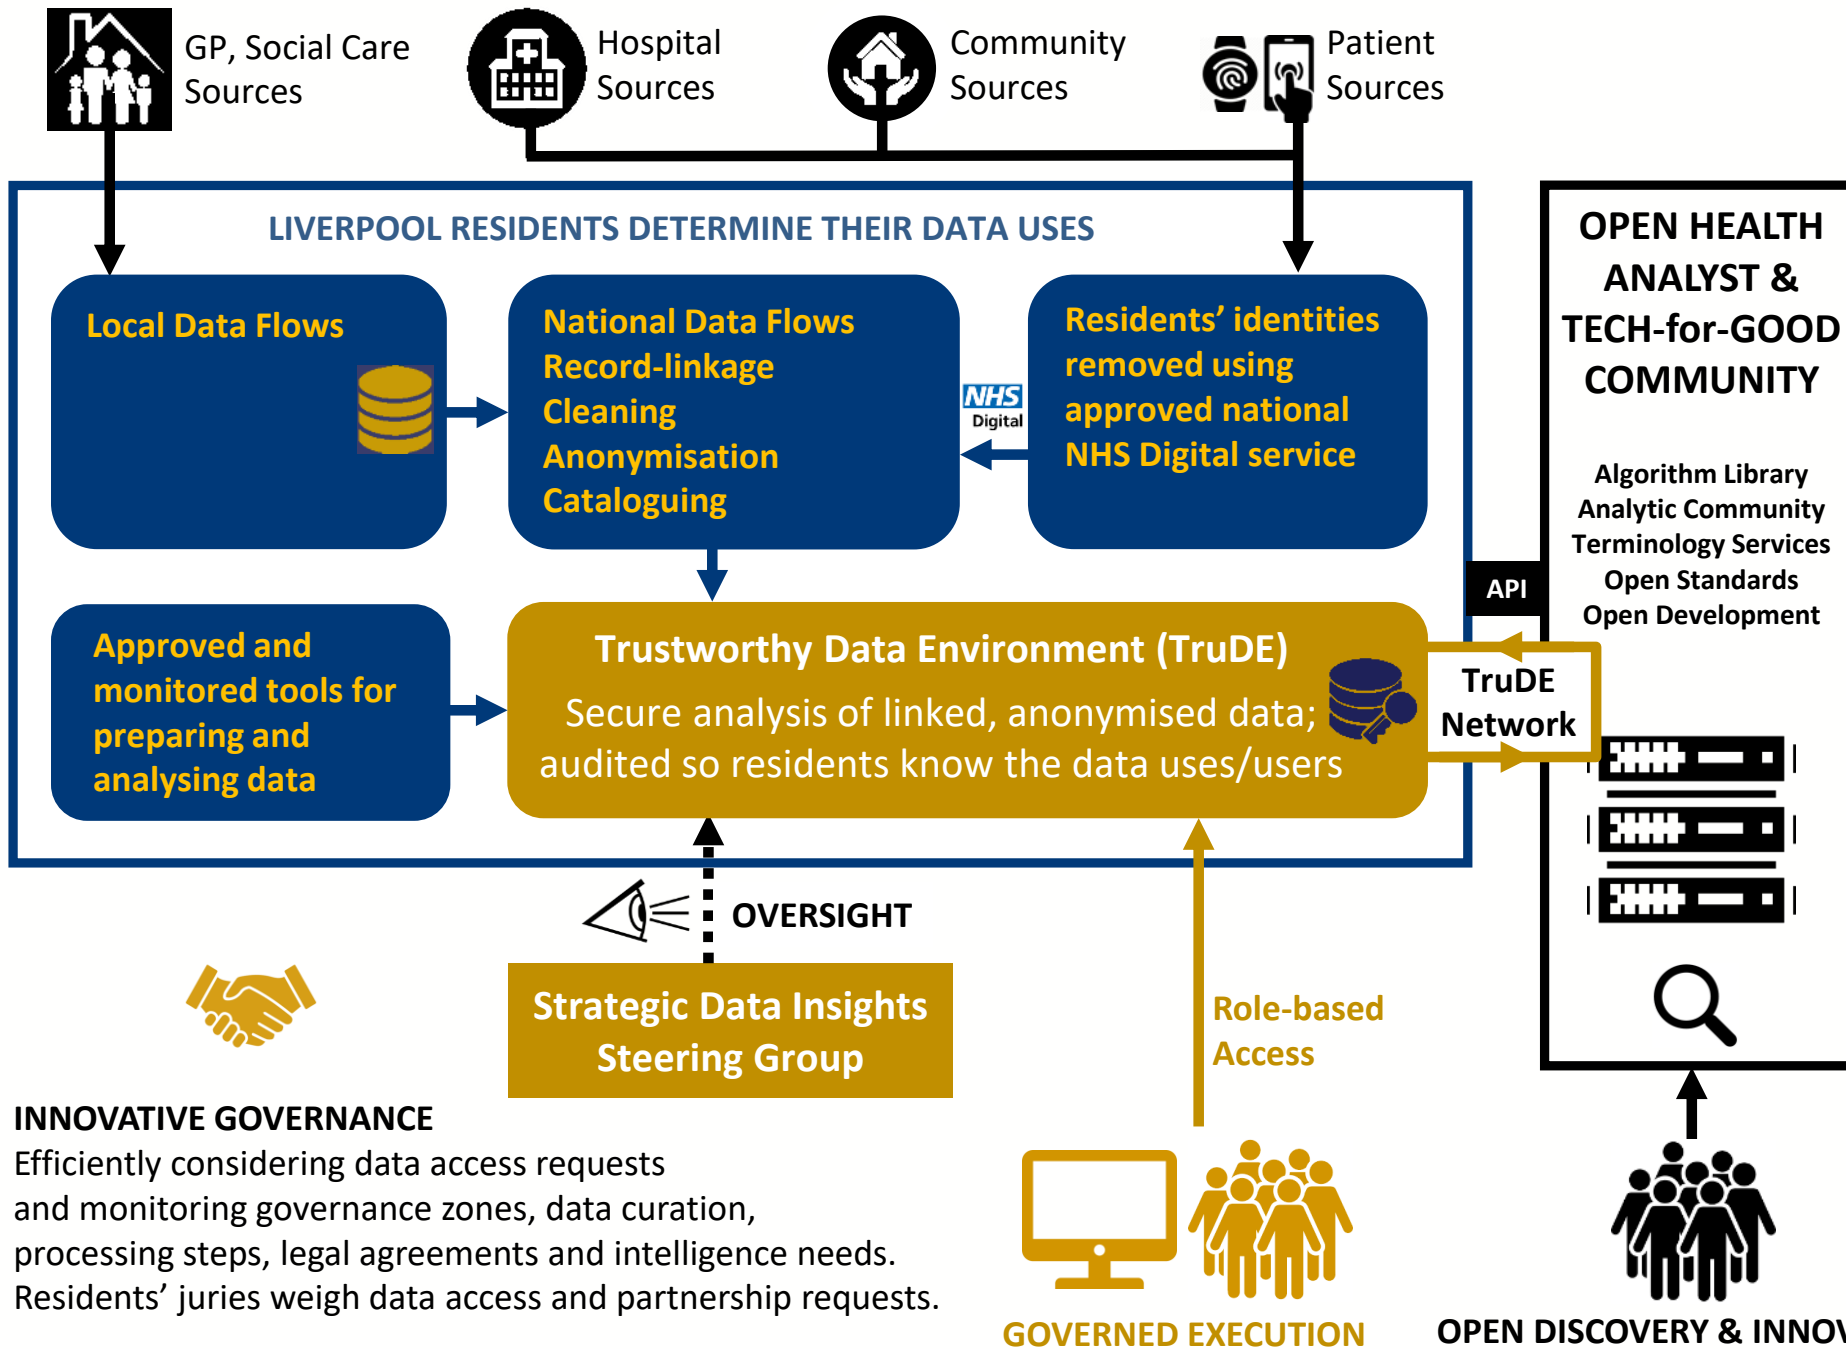 GP, Social Care
Sources
Hospital
Sources
Community
Sources
Patient
Sources
LIVERPOOL RESIDENTS DETERMINE THEIR DATA USES
Local Data Flows
National Data Flows
Record-linkage
Cleaning
Anonymisation
Cataloguing
NHS
Digital
Residents’ identities
removed using
approved national
NHS Digital service
Approved and
monitored tools for
preparing and
analysing data
Trustworthy Data Environment (TruDE)
Secure analysis of linked, anonymised data;
audited so residents know the data uses/users
API
TruDE
Network
OPEN HEALTH
ANALYST &
TECH-for-GOOD
COMMUNITY
Algorithm Library
Analytic Community
Terminology Services
Open Standards
Open Development
OVERSIGHT
Strategic Data Insights
Steering Group
Role-based
Access
INNOVATIVE GOVERNANCE
Efficiently considering data access requests
and monitoring governance zones, data curation,
processing steps, legal agreements and intelligence needs.
Residents’ juries weigh data access and partnership requests.
GOVERNED EXECUTION
OPEN DISCOVERY & INNOV